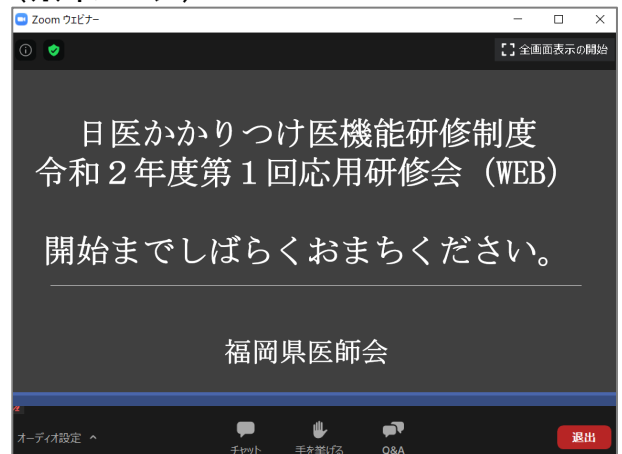 Zoom ウェビナー
全画面表示の開始
日医かかりつけ医機能研修制度
令和２年度第１回応用研修会（WEB）
開始までしばらくおまちください。
福岡県医師会
オーディオ設定
チャット
手を挙げる
Q&A
退出